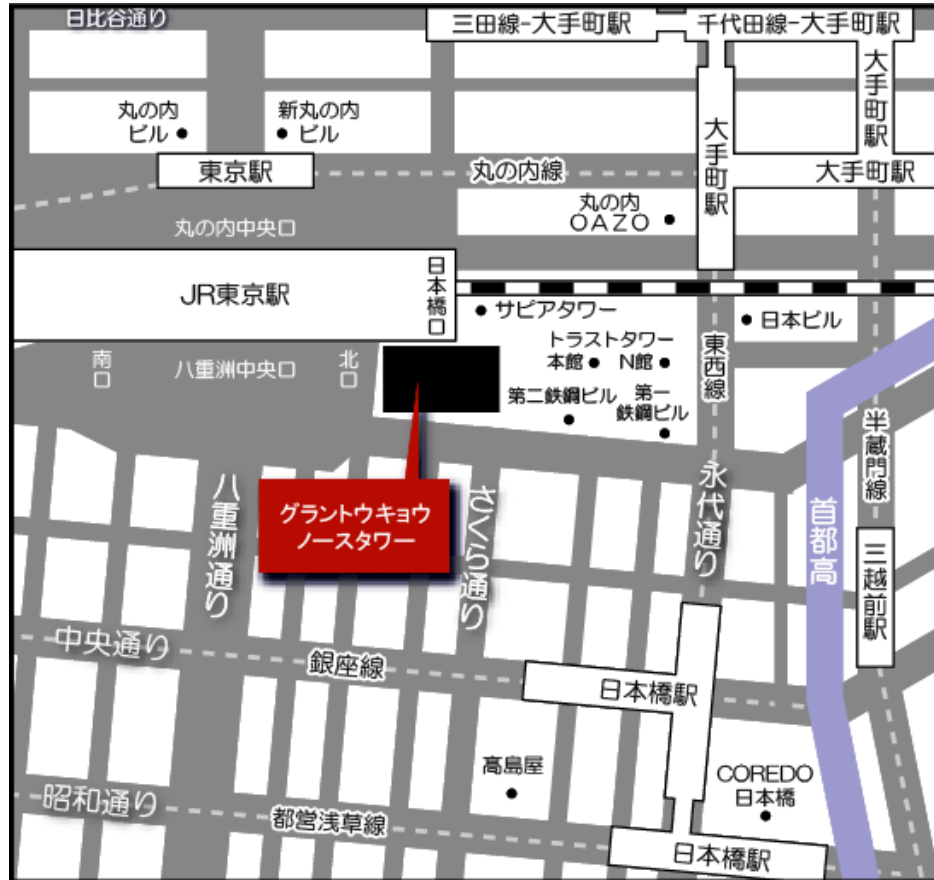 日比谷通り
三田線-大手町駅
千代田線-大手町駅
丸の内
ビル
新丸の内
ビル
大手町駅
大手町駅
東京駅
丸の内線
大手町駅
丸の内
OAZO
丸の内中央口
JR東京駅
日本橋口
サピアタワー
日本ビル
トラストタワー
本館
N館
東西線
南口
八重洲中央口
北口
第二鉄鋼ビル
第一
鉄鋼ビル
半蔵門線
八重洲通り
グラントウキョウ
ノースタワー
さくら通り
永代通り
首都高
三越前駅
中央通り
銀座線
日本橋駅
高島屋
COREDO
日本橋
昭和通り
都営浅草線
日本橋駅